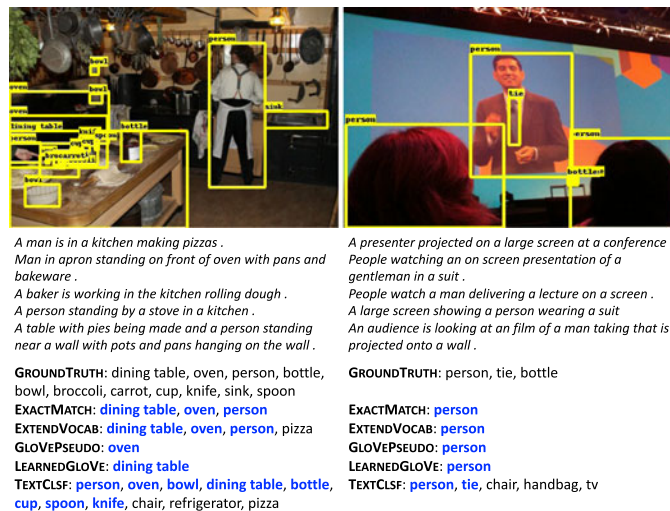 bowl
oven
bowl
dining table
knif
bottle
person
bowl
person
sink
person
tie
person
person
bottle
A man is in a kitchen making pizzas .
Man in apron standing on front of oven with pans and
bakeware .
A baker is working in the kitchen rolling dough .
A person standing by a stove in a kitchen .
A table with pies being made and a person standing
near a wall with pots and pans hanging on the wall .
GROUNDTRUTH: dining table, oven, person, bottle,
bowl, broccoli, carrot, cup, knife, sink, spoon
EXACTMATCH: dining table, oven, person
EXTENDVOCAB: dining table, oven, person, pizza
GLOVEPSEUDO: oven
LEARNEDGLOVE: dining table
TEXTCLSF: person, oven, bowl, dining table, bottle,
cup, spoon, knife, chair, refrigerator, pizza
A presenter projected on a large screen at a conference
People watching an on screen presentation of a
gentleman in a suit .
People watch a man delivering a lecture on a screen .
A large screen showing a person wearing a suit
An audience is looking at an film of a man taking that is
projected onto a wall .
GROUNDTRUTH: person, tie, bottle
EXACTMATCH: person
EXTENDVOCAB: person
GLOVEPSEUDO: person
LEARNEDGLOVE: person
TEXTCLSF: person, tie, chair, handbag, tv